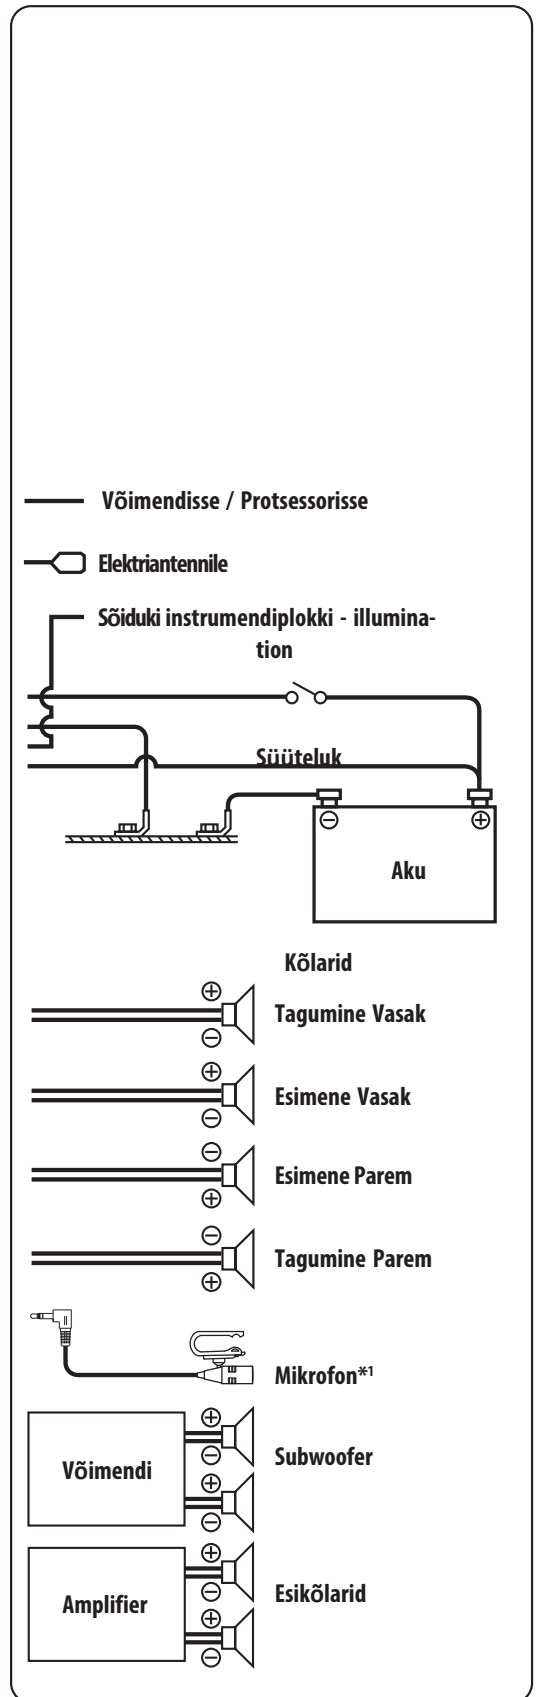 Võimendisse / Protsessorisse
Elektriantennile
Sõiduki instrumendiplokki - illumina-
tion
Süüteluk
Aku
Kõlarid
Tagumine Vasak
Esimene Vasak
Esimene Parem
Tagumine Parem
Mikrofon*1
Võimendi
Subwoofer
Amplifier
Esikõlarid